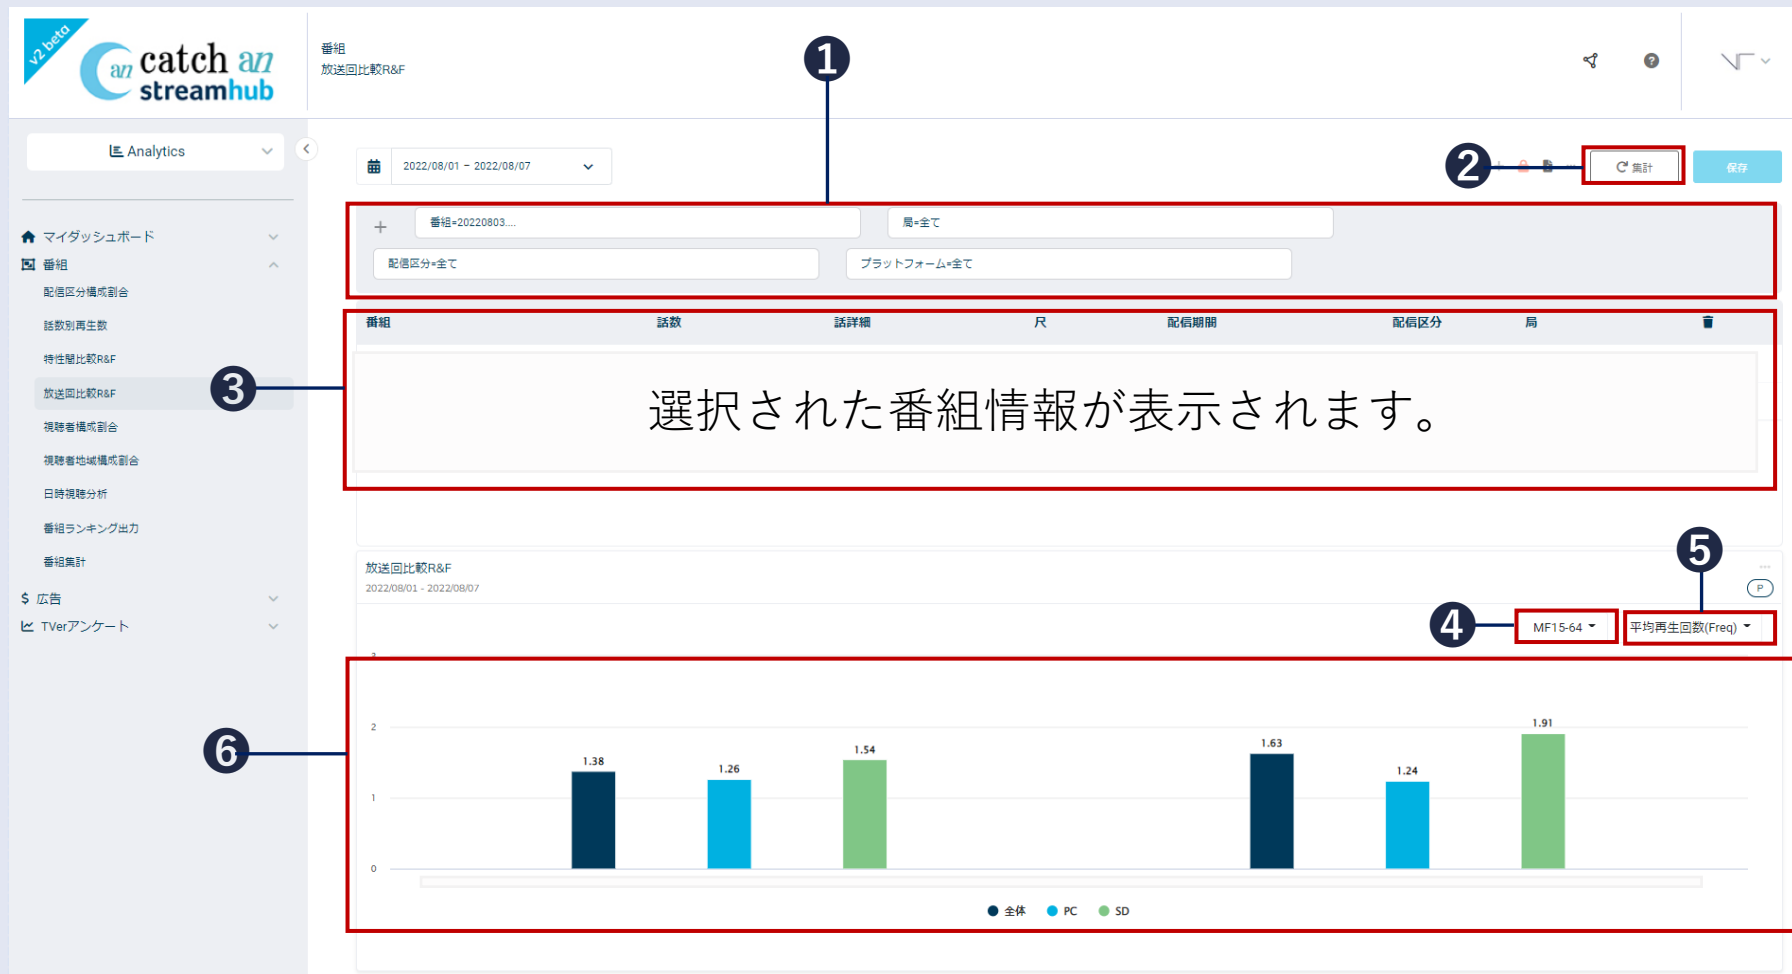 v2 beta
an catch an
streamhub
番組
放送回比較R&F
❶
Analytics
2022/08/01 - 2022/08/07
❷
集計
保存
番組=20220803....
局=全て
配信区分=全て
プラットフォーム=全て
マイダッシュボード
番組
配信区分構成割合
話数別再生数
特性間比較R&F
放送回比較R&F
視聴者構成割合
視聴者地域構成割合
日時視聴分析
番組ランキング出力
番組集計
$ 広告
TVerアンケート
❸
番組 話数 話詳細 尺 配信期間 配信区分 局
選択された番組情報が表示されます。
放送回比較R&F
2022/08/01 - 2022/08/07
❺
P
❹
MF15-64
平均再生回数(Freq)
❻
3
2
1
0
1.38
1.26
1.54
1.63
1.24
1.91
全体 PC SD